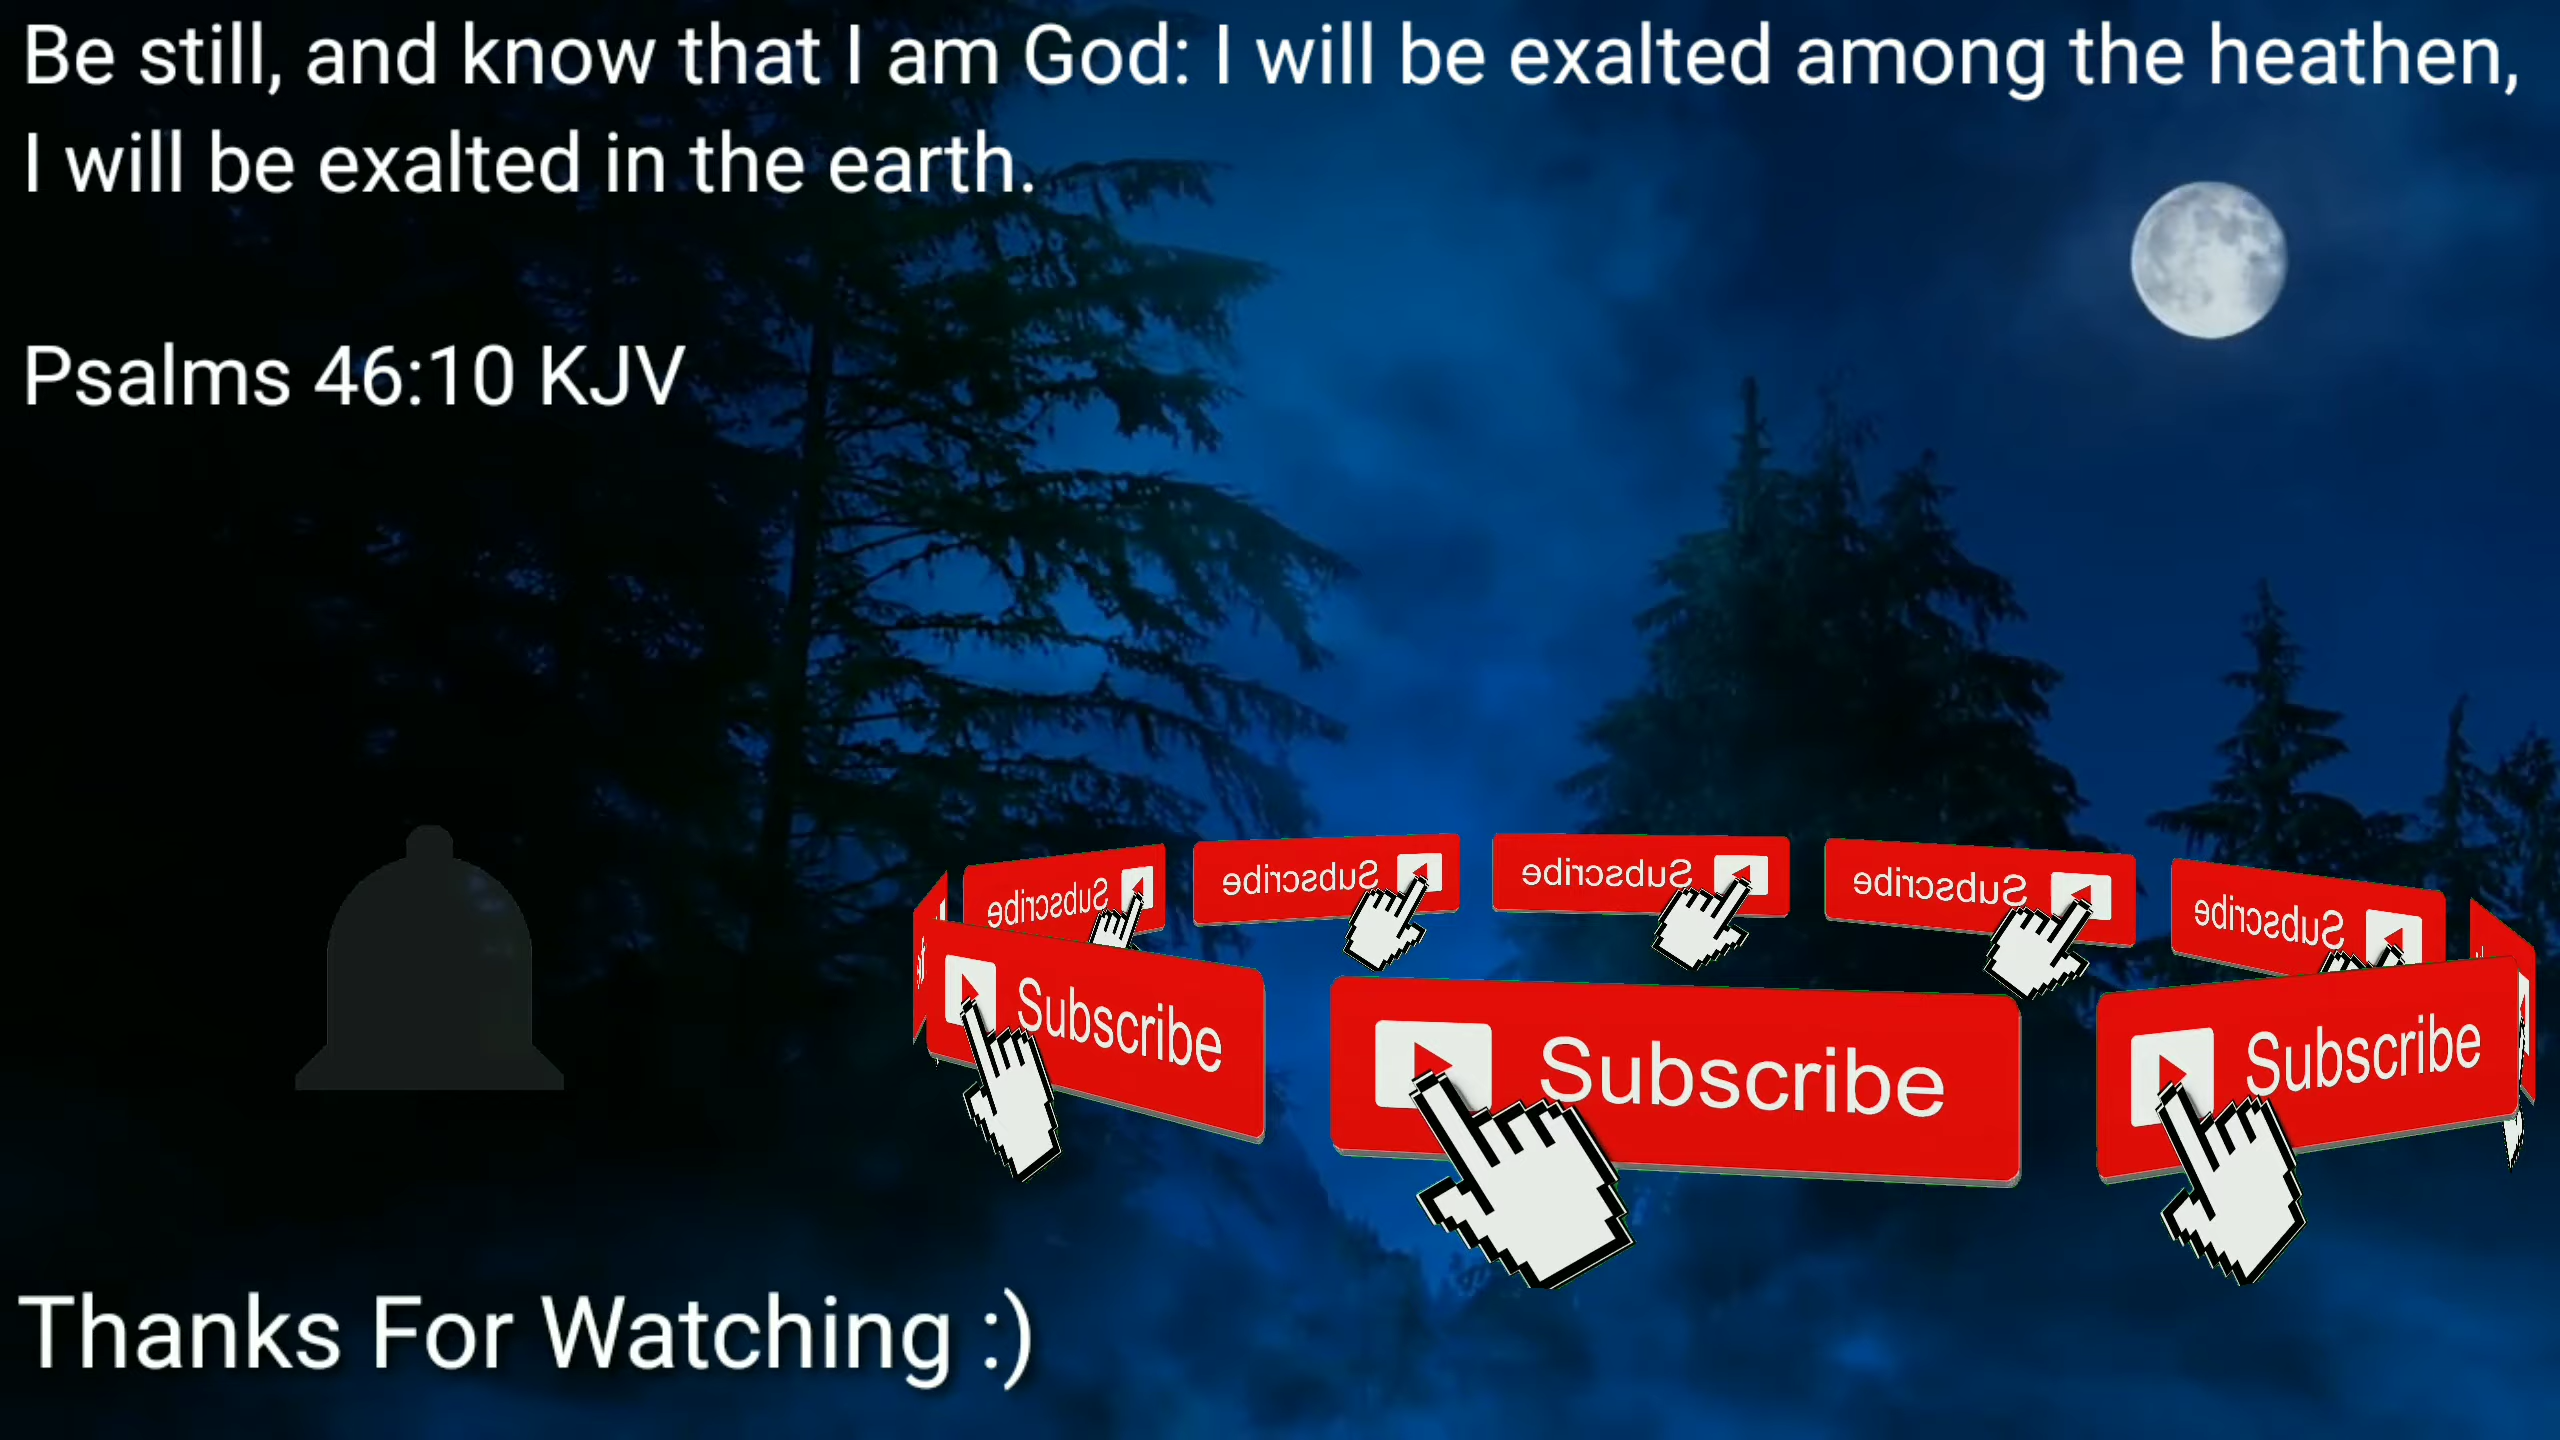 Be still, and know that I am God: I will be exalted among the heathen,
I will be exalted in the earth.
Psalms 46:10 KJV
Subscribe
Subscribe
Subscribe
Subscribe
Subscribe
Subscribe
Subscribe
Subscribe
Thanks For Watching :)